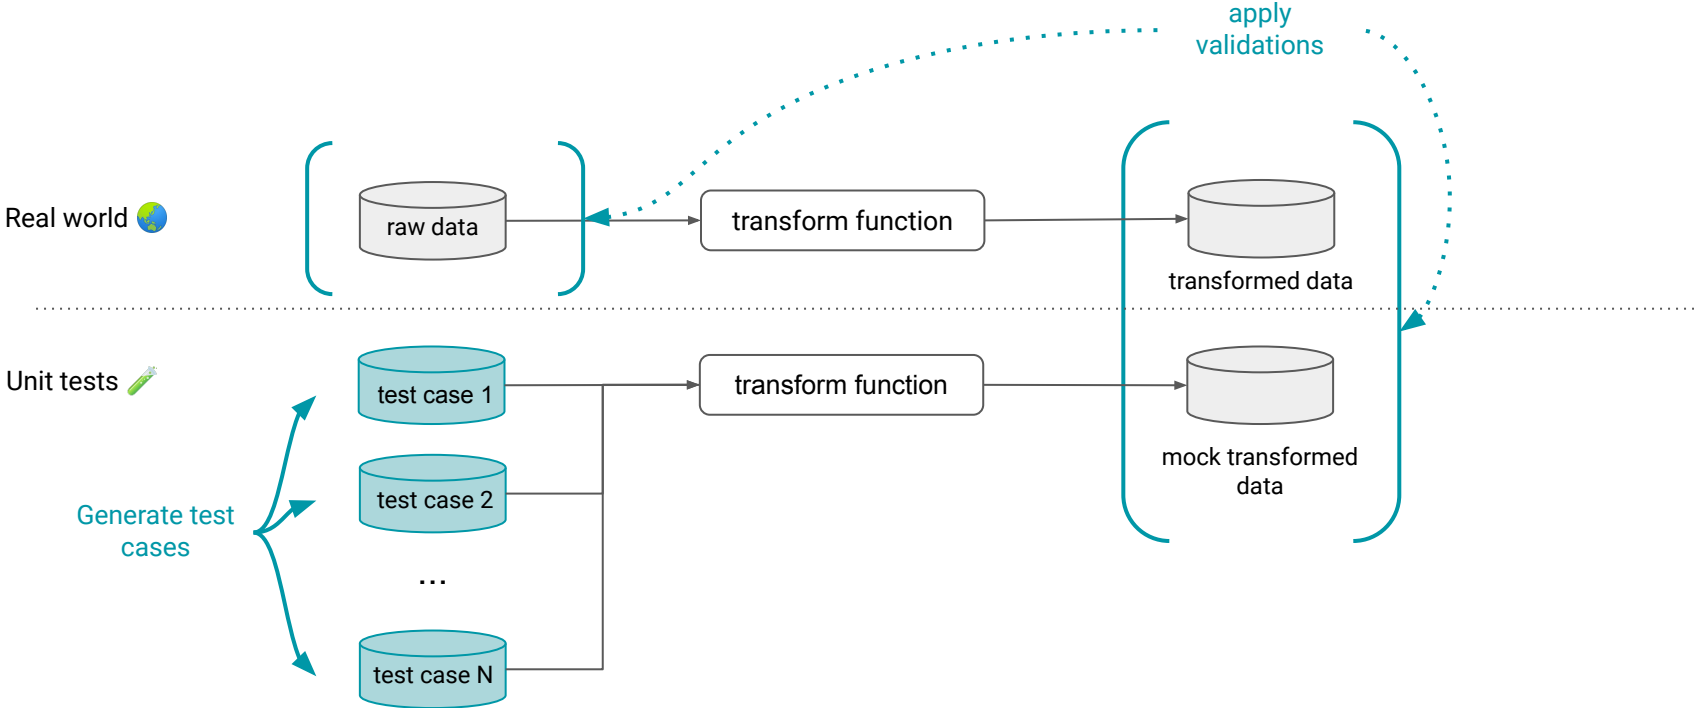 apply
validations
Real world 🌏
raw data
transform function
transformed data
Unit tests 🧪
test case 1
transform function
test case 2
mock transformed
data
Generate test
cases
...
test case N